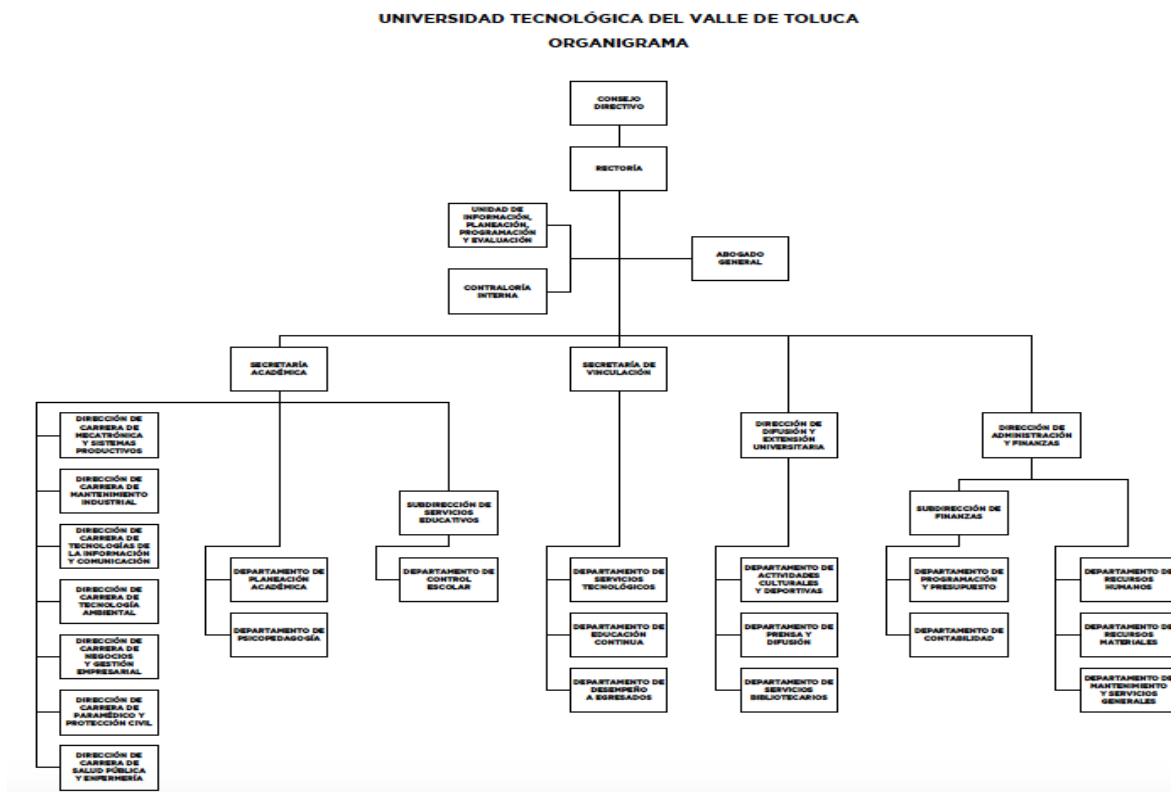 UNIVERSIDAD TECNOLÓGICA DEL VALLE DE TOLUCA
ORGANIGRAMA
CONSEJO
DIRECTIVO
RECTORÍA
UNIDAD DE
INFORMACIÓN,
PLANEACIÓN,
PROGRAMACIÓN
Y EVALUACIÓN
ABOGADO
GENERAL
CONTRALORÍA
INTERNA
SECRETARÍA
ACADÉMICA
SECRETARÍA DE
VINCULACIÓN
DIRECCIÓN DE
DIFUSIÓN Y
EXTENSIÓN
UNIVERSITARIA
DIRECCIÓN DE
ADMINISTRACIÓN
Y FINANZAS
DIRECCIÓN DE
CARRERA DE
MECATRÓNICA
Y SISTEMAS
PRODUCTIVOS
DIRECCIÓN DE
CARRERA DE
MANTENIMIENTO
INDUSTRIAL
DIRECCIÓN DE
CARRERA DE
TECNOLOGÍAS DE
LA INFORMACIÓN
Y COMUNICACIÓN
DIRECCIÓN DE
CARRERA DE
TECNOLOGÍA
AMBIENTAL
DIRECCIÓN DE
CARRERA DE
NEGOCIOS
Y GESTIÓN
EMPRESARIAL
DIRECCIÓN DE
CARRERA DE
PARAMÉDICO Y
PROTECCIÓN CIVIL
DIRECCIÓN DE
CARRERA DE
SALUD PÚBLICA
Y ENFERMERÍA
DEPARTAMENTO DE
PLANEACIÓN
ACADÉMICA
DEPARTAMENTO DE
PSICOPEDAGOGÍA
SUBDIRECCIÓN DE
SERVICIOS
EDUCATIVOS
DEPARTAMENTO DE
CONTROL
ESCOLAR
DEPARTAMENTO DE
SERVICIOS
TECNOLÓGICOS
DEPARTAMENTO DE
EDUCACIÓN
CONTINUA
DEPARTAMENTO DE
DESEMPEÑO
A EGRESADOS
DEPARTAMENTO DE
ACTIVIDADES
CULTURALES
Y DEPORTIVAS
DEPARTAMENTO DE
PRENSA Y
DIFUSIÓN
DEPARTAMENTO DE
SERVICIOS
BIBLIOTECARIOS
SUBDIRECCIÓN DE
FINANZAS
DEPARTAMENTO DE
PROGRAMACIÓN
Y PRESUPUESTO
DEPARTAMENTO DE
CONTABILIDAD
DEPARTAMENTO DE
RECURSOS
HUMANOS
DEPARTAMENTO DE
RECURSOS
MATERIALES
DEPARTAMENTO DE
MANTENIMIENTO
Y SERVICIOS
GENERALES